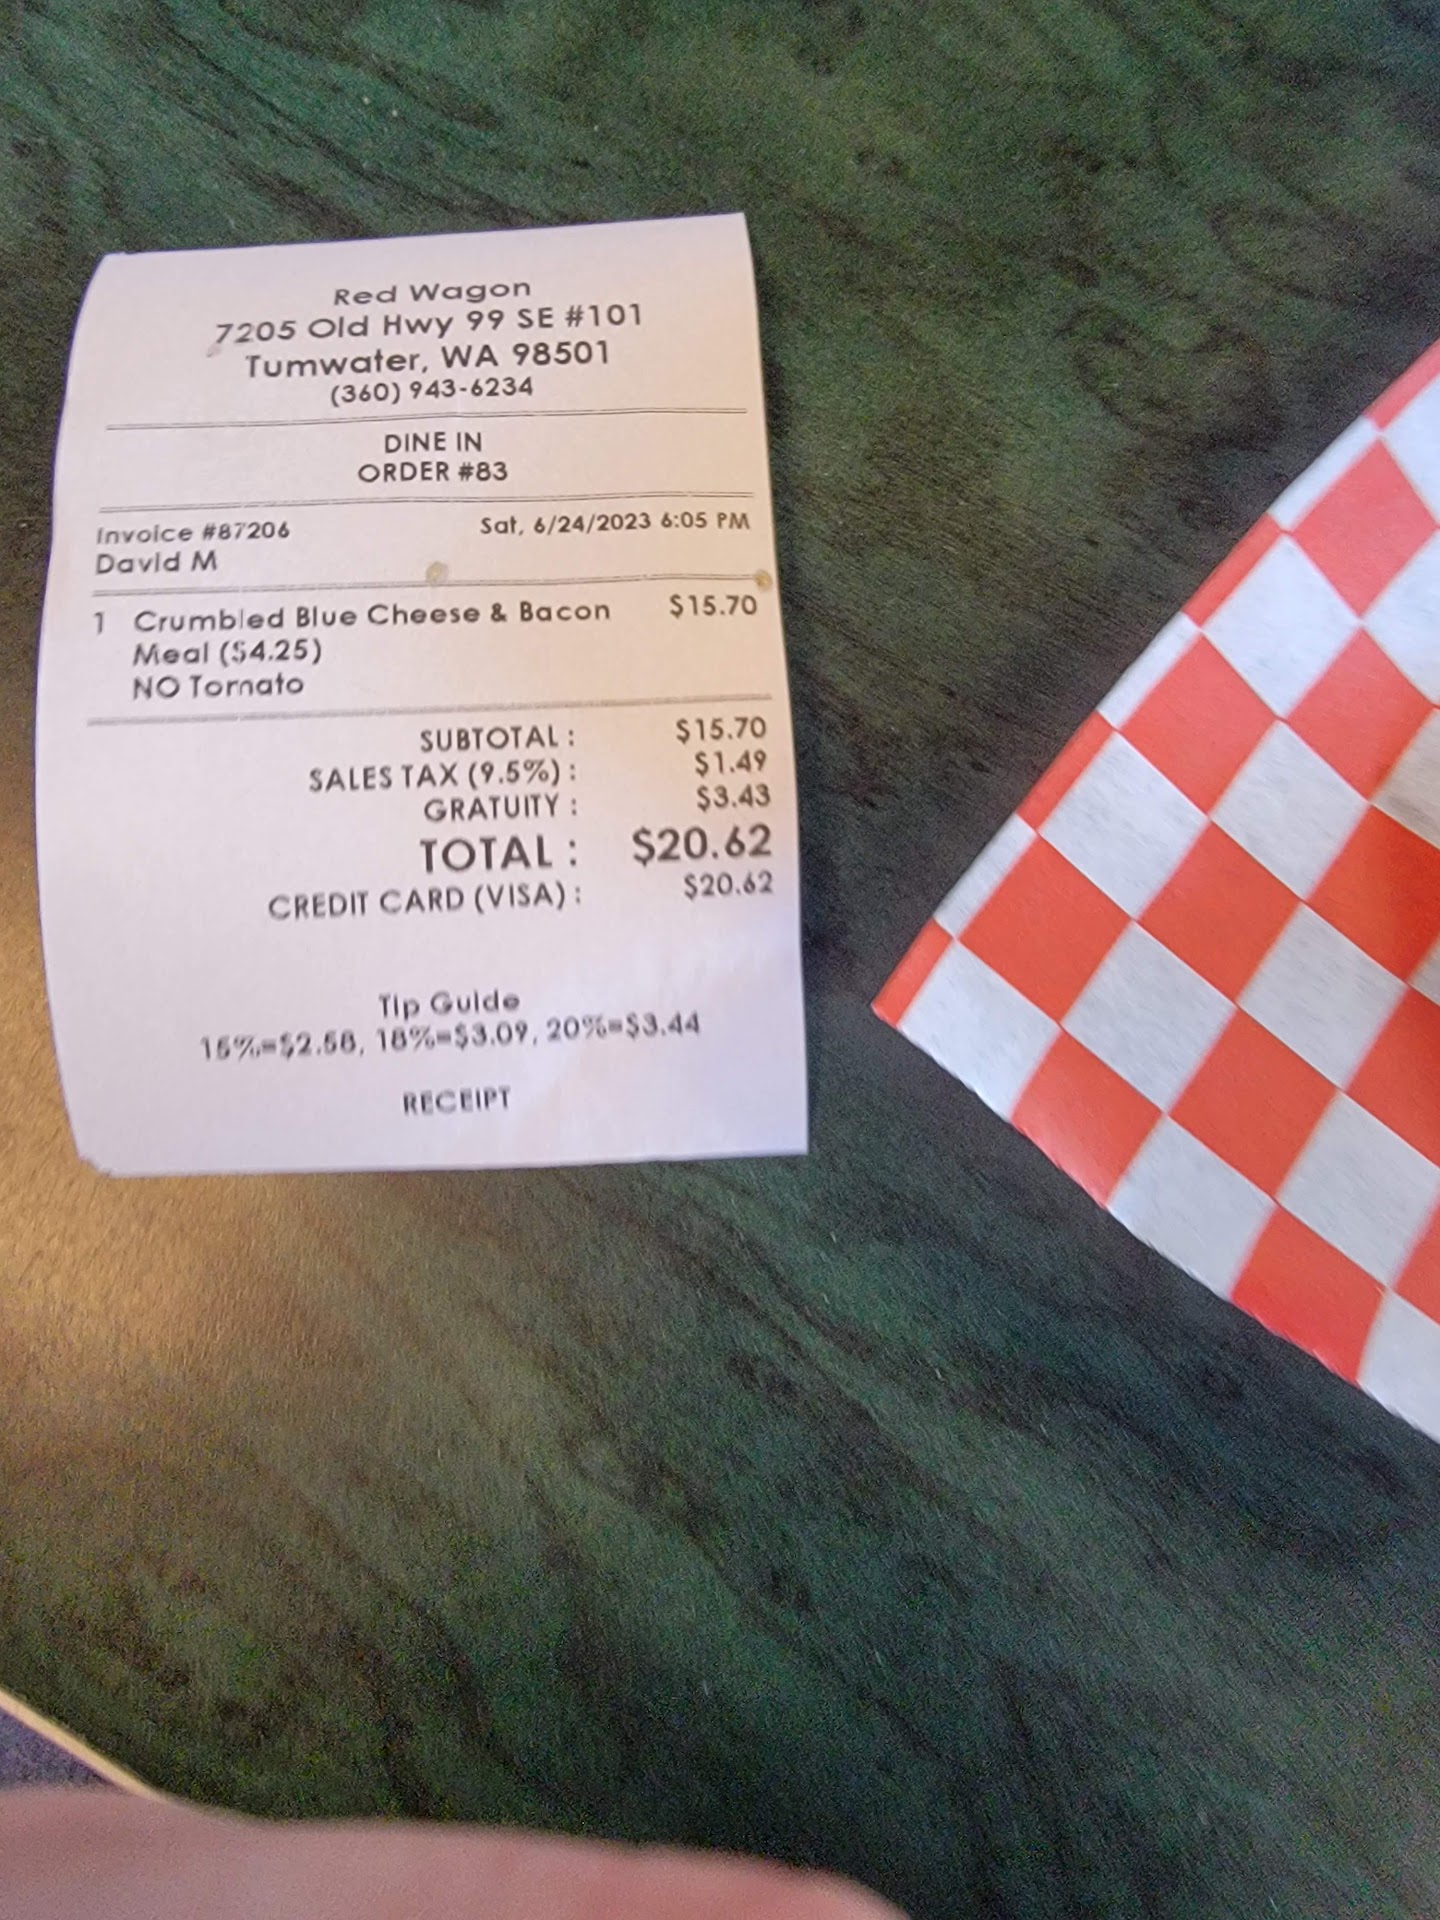 Red Wagon
7205 Old Hwy 99 SE #101
Tumwater, WA 98501
(360) 943-6234
DINE IN
ORDER #83
Invoice #87206 Sat, 6/24/2023 6:05 PM
David M
1 Crumbled Blue Cheese & Bacon $15.70
Meal ($4.25)
NO Tomato
SUBTOTAL : $15.70
SALES TAX (9.5%) : $1.49
GRATUITY : $3.43
TOTAL : $20.62
CREDIT CARD (VISA) : $20.62
Tip Guide
15%=$2.58, 18%=$3.09, 20%=$3.44
RECEIPT